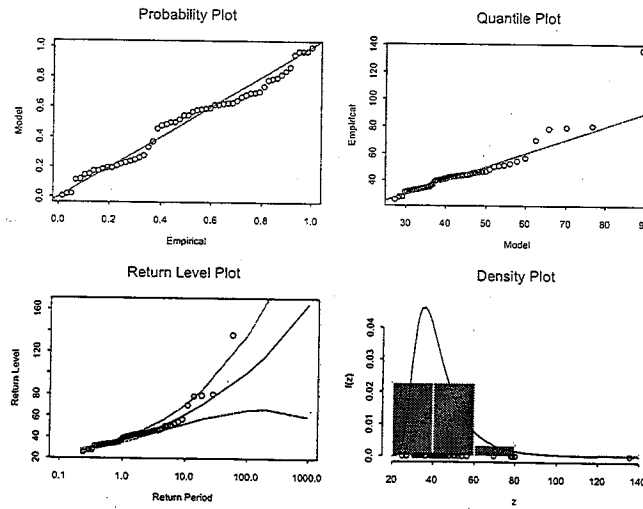 Probability Plot
Model
0.0 0.2 0.4 0.6 0.8 1.0
0.0 0.2 0.4 0.6 0.8 1.0
Empirical
Quantile Plot
Empirical
40 60 80 100 120 140
30 40 50 60 70 80 90
Model
Return Level Plot
Return Level
20 40 60 80 120 160
0.1 1.0 10.0 100.0 1000.0
Return Period
Density Plot
f(z)
0.0 0.01 0.02 0.03 0.04
20 40 60 80 100 120 140
z